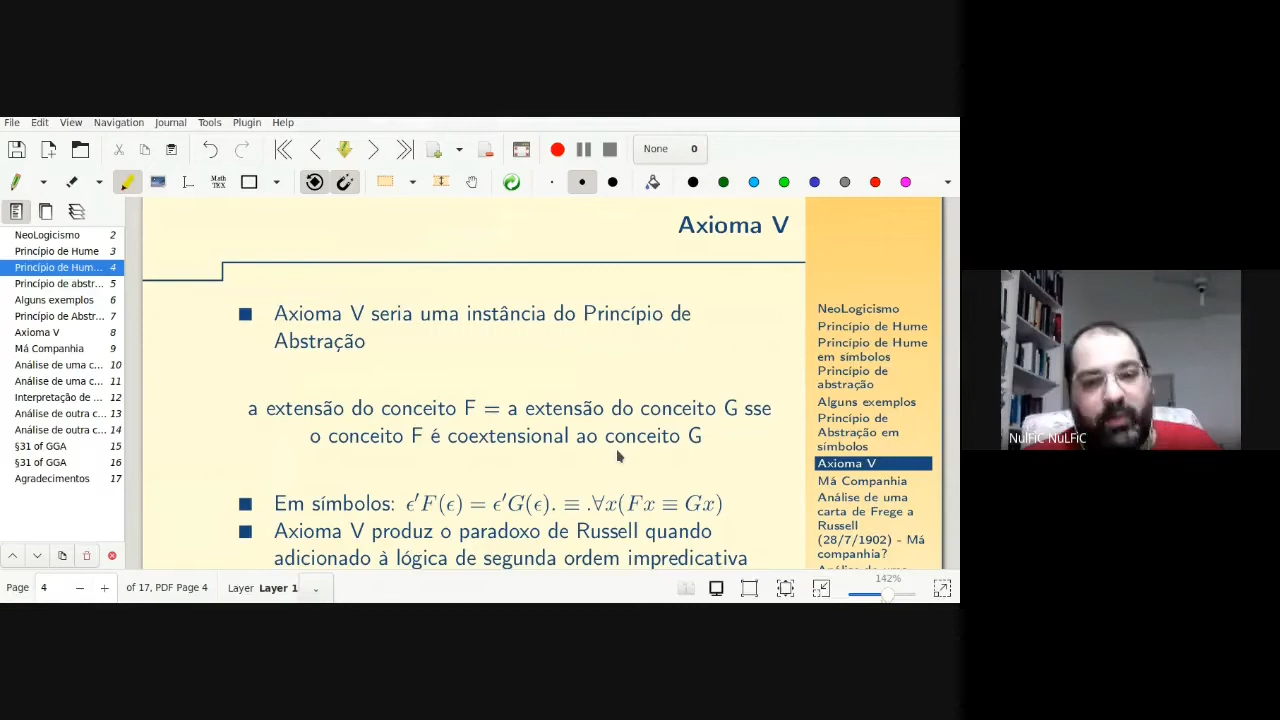 File Edit View Navigation Journal Tools Plugin Help
None 0
Math
TEX
NeoLogicismo 2
Princípio de Hume 3
Princípio de Hum... 4
Princípio de abstr... 5
Alguns exemplos 6
Princípio de Abstr... 7
Axioma V 8
Má Companhia 9
Análise de uma c... 10
Análise de uma c... 11
Interpretação de ... 12
Análise de outra c... 13
Análise de outra c... 14
§31 of GGA 15
§31 of GGA 16
Agradecimentos 17
Axioma V
■ Axioma V seria uma instância do Princípio de
Abstração
a extensão do conceito F = a extensão do conceito G sse
o conceito F é coextensional ao conceito G
■ Em símbolos: ϵ′F(ϵ) = ϵ′G(ϵ). ≡ .∀x(Fx ≡ Gx)
■ Axioma V produz o paradoxo de Russell quando
adicionado à lógica de segunda ordem impredicativa
NeoLogicismo
Princípio de Hume
Princípio de Hume
em símbolos
Princípio de
abstração
Alguns exemplos
Princípio de
Abstração em
símbolos
Axioma V
Má Companhia
Análise de uma
carta de Frege a
Russell
(28/7/1902) - Má
companhia?
Page 4 − + of 17, PDF Page 4 Layer Layer 1
142%
NulFiC NuLFiC